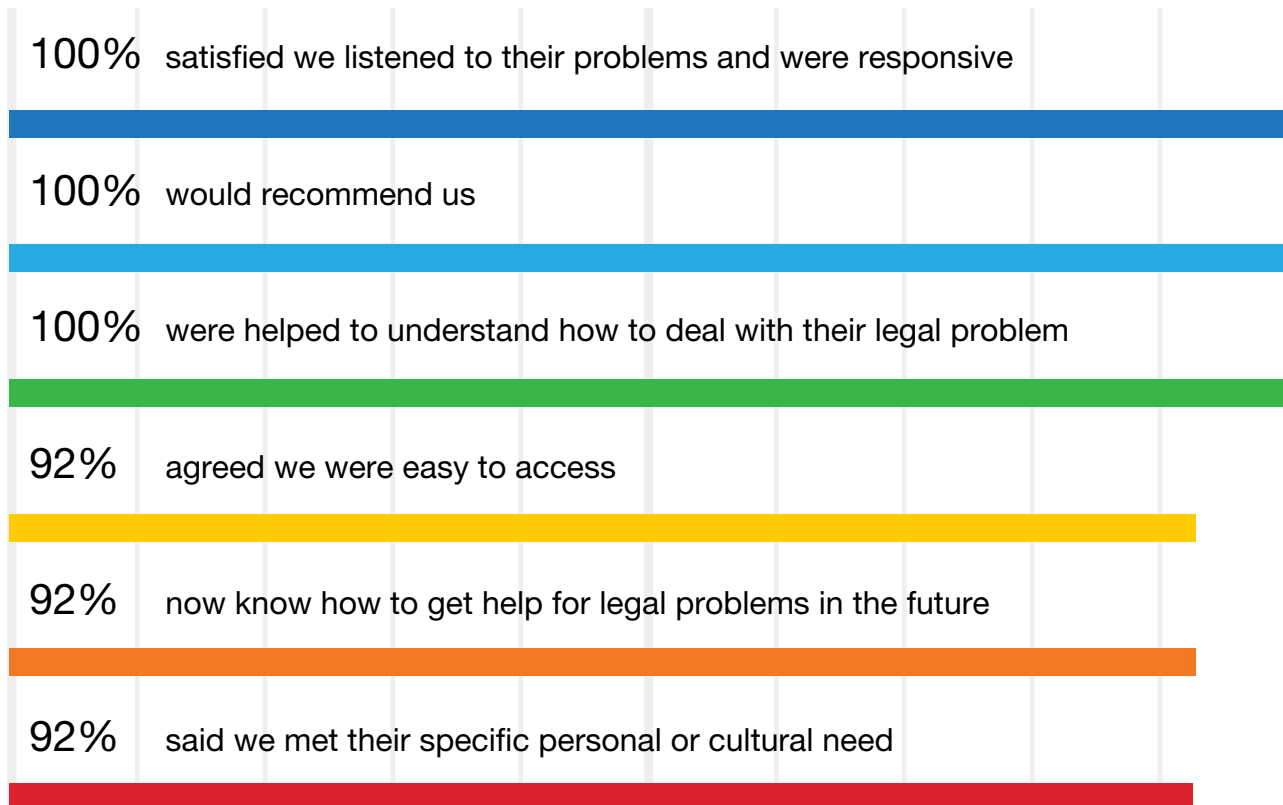 100% satisfied we listened to their problems and were responsive
100% would recommend us
100% were helped to understand how to deal with their legal problem
92% agreed we were easy to access
92% now know how to get help for legal problems in the future
92% said we met their specific personal or cultural need